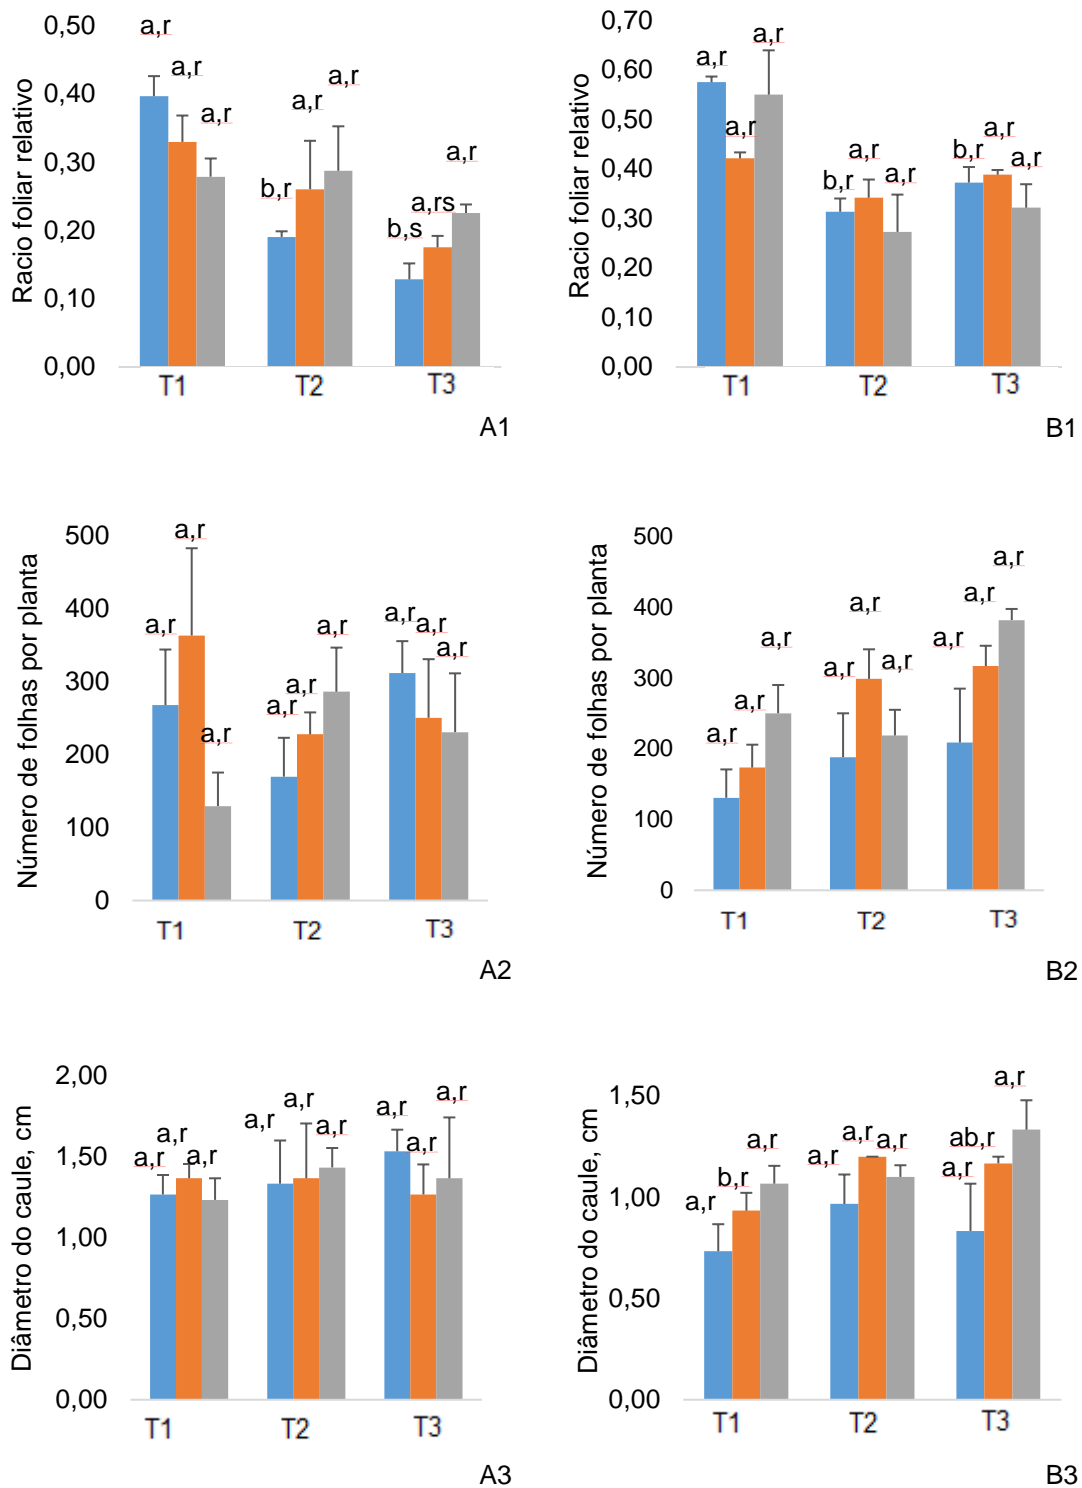 Racio foliar relativo
0,50
0,40
0,30
0,20
0,10
0,00
a,r
a,r
a,r
b,r
a,r
a,r
b,s
a,rs
a,r
T1 T2 T3
A1
Racio foliar relativo
0,70
0,60
0,50
0,40
0,30
0,20
0,10
0,00
a,r
a,r
a,r
b,r
a,r
a,r
b,r
a,r
a,r
T1 T2 T3
B1
Número de folhas por planta
500
400
300
200
100
0
a,r
a,r
a,r
a,r
a,r
a,r
a,r
a,r
a,r
T1 T2 T3
A2
Número de folhas por planta
500
400
300
200
100
0
a,r
a,r
a,r
a,r
a,r
a,r
a,r
a,r
a,r
T1 T2 T3
B2
Diâmetro do caule, cm
2,00
1,50
1,00
0,50
0,00
a,r
a,r
a,r
a,r
a,r
a,r
a,r
a,r
a,r
T1 T2 T3
A3
Diâmetro do caule, cm
1,50
1,00
0,50
0,00
a,r
b,r
a,r
a,r
a,r
a,r
a,r
ab,r
a,r
T1 T2 T3
B3